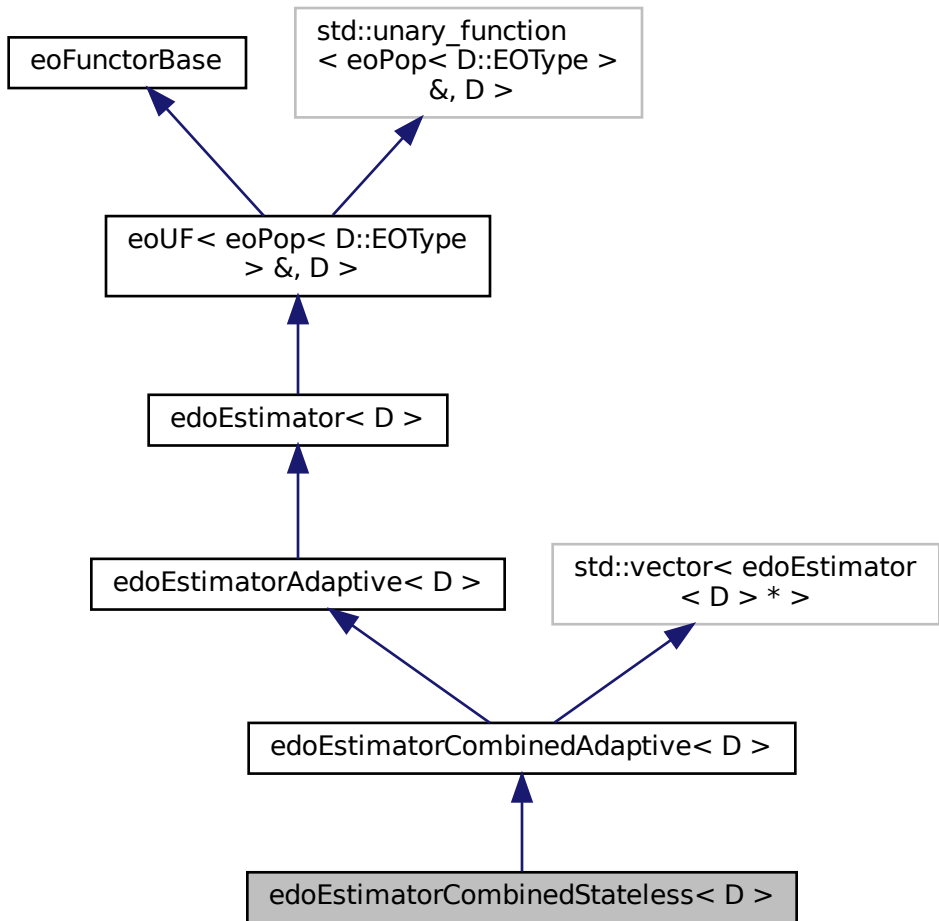 eoFunctorBase
std::unary_function
< eoPop< D::EOType >
&, D >
eoUF< eoPop< D::EOType
> &, D >
edoEstimator< D >
edoEstimatorAdaptive< D >
std::vector< edoEstimator
< D > * >
edoEstimatorCombinedAdaptive< D >
edoEstimatorCombinedStateless< D >